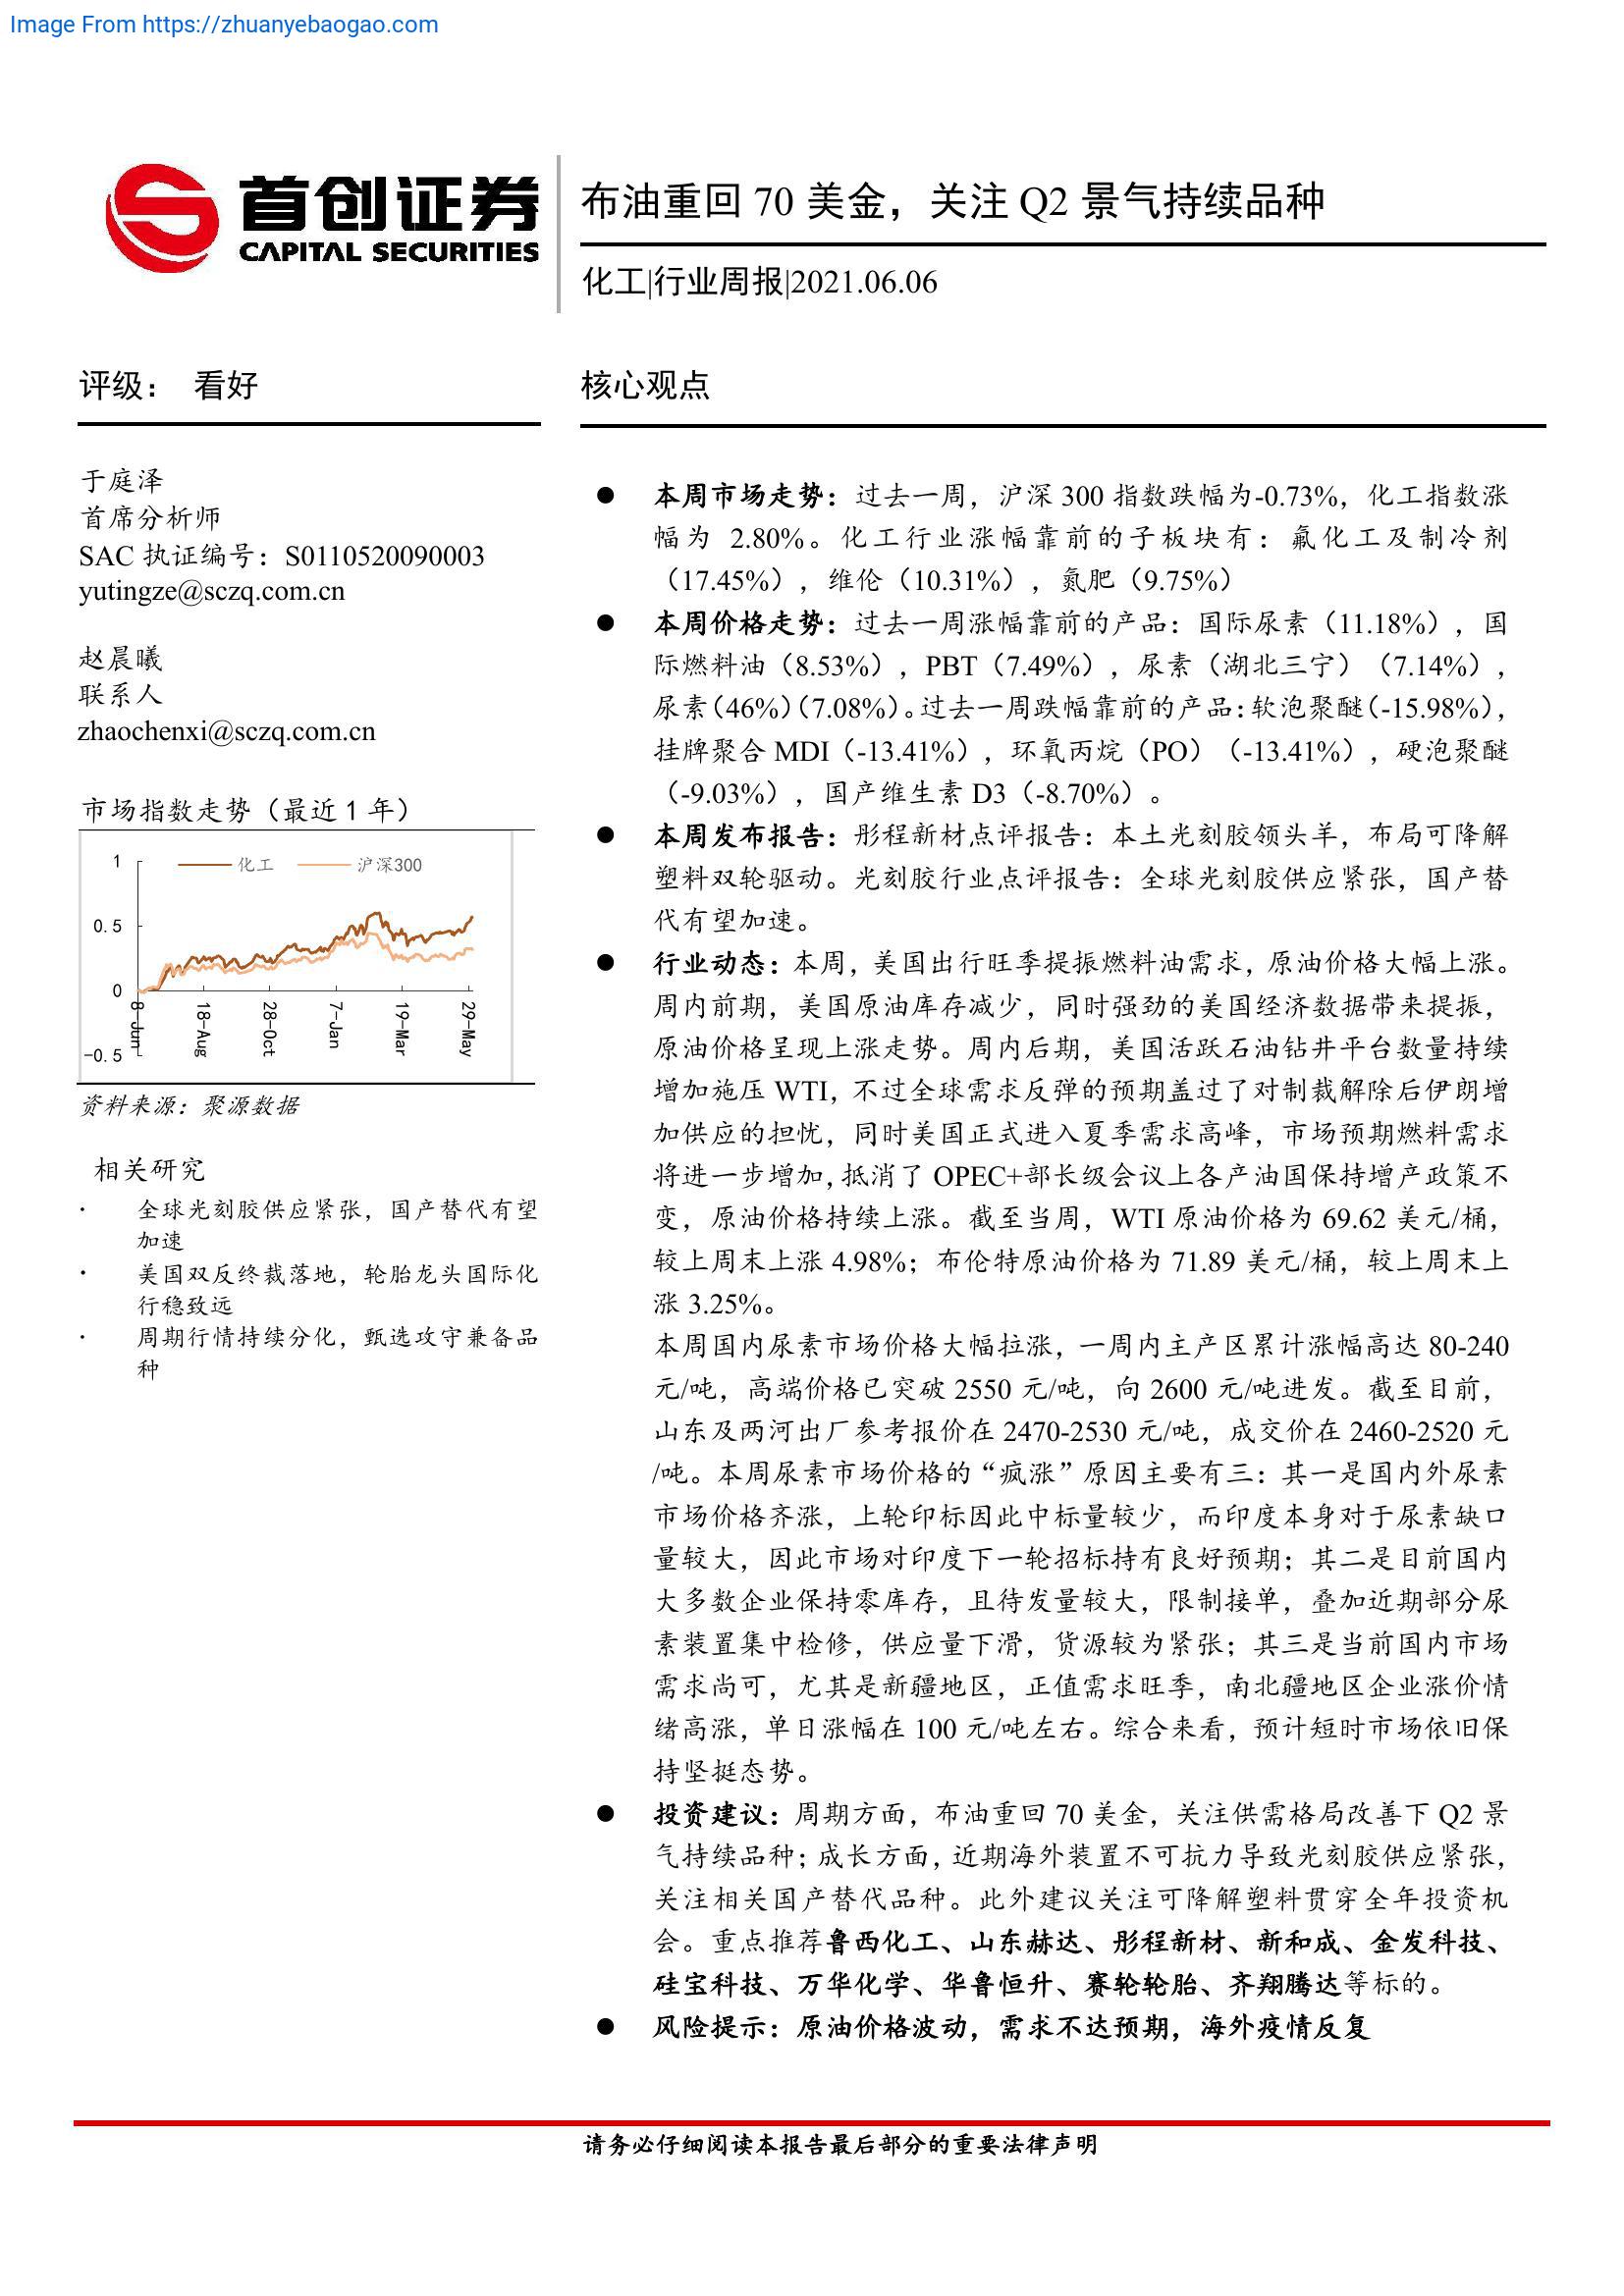 Image From https://zhuanyebaogao.com
首创证券
CAPITAL SECURITIES
布油重回 70 美金，关注 Q2 景气持续品种
化工|行业周报|2021.06.06
评级： 看好
于庭泽
首席分析师
SAC 执证编号：S0110520090003
yutingze@sczq.com.cn
赵晨曦
联系人
zhaochenxi@sczq.com.cn
市场指数走势（最近 1 年）
化工 沪深300
1
0.5
0
-0.5
8-Jun 18-Aug 28-Oct 7-Jan 19-Mar 29-May
资料来源：聚源数据
相关研究
· 全球光刻胶供应紧张，国产替代有望
加速
· 美国双反终裁落地，轮胎龙头国际化
行稳致远
· 周期行情持续分化，甄选攻守兼备品
种
核心观点
● 本周市场走势：过去一周，沪深 300 指数跌幅为-0.73%，化工指数涨
幅为 2.80%。化工行业涨幅靠前的子板块有：氟化工及制冷剂
（17.45%），维伦（10.31%），氮肥（9.75%）
● 本周价格走势：过去一周涨幅靠前的产品：国际尿素（11.18%），国
际燃料油（8.53%），PBT（7.49%），尿素（湖北三宁）（7.14%），
尿素（46%）（7.08%）。过去一周跌幅靠前的产品：软泡聚醚（-15.98%），
挂牌聚合 MDI（-13.41%），环氧丙烷（PO）（-13.41%），硬泡聚醚
（-9.03%），国产维生素 D3（-8.70%）。
● 本周发布报告：彤程新材点评报告：本土光刻胶领头羊，布局可降解
塑料双轮驱动。光刻胶行业点评报告：全球光刻胶供应紧张，国产替
代有望加速。
● 行业动态：本周，美国出行旺季提振燃料油需求，原油价格大幅上涨。
周内前期，美国原油库存减少，同时强劲的美国经济数据带来提振，
原油价格呈现上涨走势。周内后期，美国活跃石油钻井平台数量持续
增加施压 WTI，不过全球需求反弹的预期盖过了对制裁解除后伊朗增
加供应的担忧，同时美国正式进入夏季需求高峰，市场预期燃料需求
将进一步增加，抵消了 OPEC+部长级会议上各产油国保持增产政策不
变，原油价格持续上涨。截至当周，WTI 原油价格为 69.62 美元/桶，
较上周末上涨 4.98%；布伦特原油价格为 71.89 美元/桶，较上周末上
涨 3.25%。
本周国内尿素市场价格大幅拉涨，一周内主产区累计涨幅高达 80-240
元/吨，高端价格已突破 2550 元/吨，向 2600 元/吨进发。截至目前，
山东及两河出厂参考报价在 2470-2530 元/吨，成交价在 2460-2520 元
/吨。本周尿素市场价格的“疯涨”原因主要有三：其一是国内外尿素
市场价格齐涨，上轮印标因此中标量较少，而印度本身对于尿素缺口
量较大，因此市场对印度下一轮招标持有良好预期；其二是目前国内
大多数企业保持零库存，且待发量较大，限制接单，叠加近期部分尿
素装置集中检修，供应量下滑，货源较为紧张；其三是当前国内市场
需求尚可，尤其是新疆地区，正值需求旺季，南北疆地区企业涨价情
绪高涨，单日涨幅在 100 元/吨左右。综合来看，预计短时市场依旧保
持坚挺态势。
● 投资建议：周期方面，布油重回 70 美金，关注供需格局改善下 Q2 景
气持续品种；成长方面，近期海外装置不可抗力导致光刻胶供应紧张，
关注相关国产替代品种。此外建议关注可降解塑料贯穿全年投资机
会。重点推荐鲁西化工、山东赫达、彤程新材、新和成、金发科技、
硅宝科技、万华化学、华鲁恒升、赛轮轮胎、齐翔腾达等标的。
● 风险提示：原油价格波动，需求不达预期，海外疫情反复
请务必仔细阅读本报告最后部分的重要法律声明